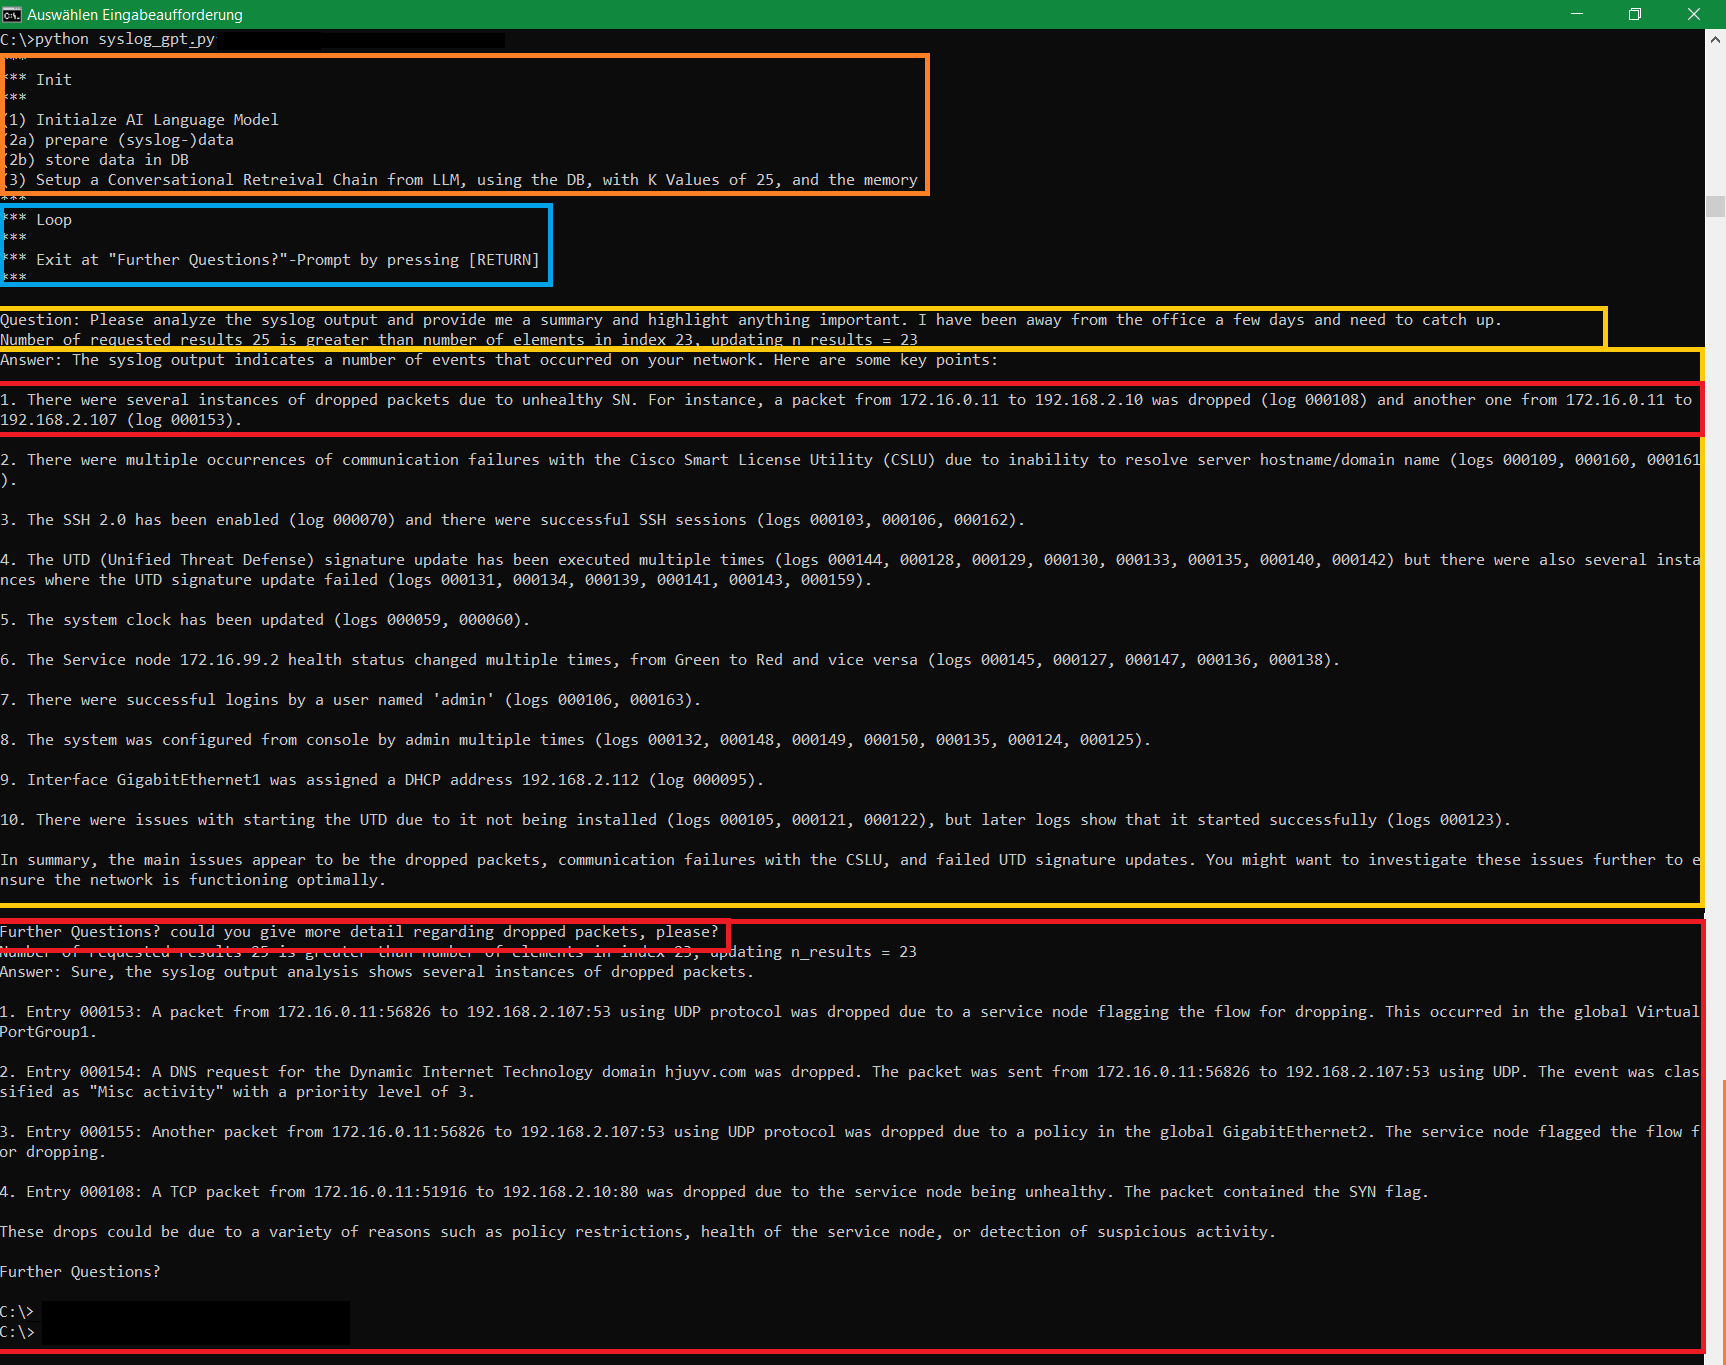 Auswählen Eingabeaufforderung
C:\>python syslog_gpt.py
***
*** Init
***
(1) Initialze AI Language Model
(2a) prepare (syslog-)data
(2b) store data in DB
(3) Setup a Conversational Retreival Chain from LLM, using the DB, with K Values of 25, and the memory
***
*** Loop
***
*** Exit at "Further Questions?"-Prompt by pressing [RETURN]
***
Question: Please analyze the syslog output and provide me a summary and highlight anything important. I have been away from the office a few days and need to catch up.
Number of requested results 25 is greater than number of elements in index 23, updating n_results = 23
Answer: The syslog output indicates a number of events that occurred on your network. Here are some key points:
1. There were several instances of dropped packets due to unhealthy SN. For instance, a packet from 172.16.0.11 to 192.168.2.10 was dropped (log 000108) and another one from 172.16.0.11 to
192.168.2.107 (log 000153).
2. There were multiple occurrences of communication failures with the Cisco Smart License Utility (CSLU) due to inability to resolve server hostname/domain name (logs 000109, 000160, 000161
).
3. The SSH 2.0 has been enabled (log 000070) and there were successful SSH sessions (logs 000103, 000106, 000162).
4. The UTD (Unified Threat Defense) signature update has been executed multiple times (logs 000144, 000128, 000129, 000130, 000133, 000135, 000140, 000142) but there were also several insta
nces where the UTD signature update failed (logs 000131, 000134, 000139, 000141, 000143, 000159).
5. The system clock has been updated (logs 000059, 000060).
6. The Service node 172.16.99.2 health status changed multiple times, from Green to Red and vice versa (logs 000145, 000127, 000147, 000136, 000138).
7. There were successful logins by a user named 'admin' (logs 000106, 000163).
8. The system was configured from console by admin multiple times (logs 000132, 000148, 000149, 000150, 000135, 000124, 000125).
9. Interface GigabitEthernet1 was assigned a DHCP address 192.168.2.112 (log 000095).
10. There were issues with starting the UTD due to it not being installed (logs 000105, 000121, 000122), but later logs show that it started successfully (logs 000123).
In summary, the main issues appear to be the dropped packets, communication failures with the CSLU, and failed UTD signature updates. You might want to investigate these issues further to e
nsure the network is functioning optimally.
Further Questions? could you give more detail regarding dropped packets, please?
Number of requested results 25 is greater than number of elements in index 23, updating n_results = 23
Answer: Sure, the syslog output analysis shows several instances of dropped packets.
1. Entry 000153: A packet from 172.16.0.11:56826 to 192.168.2.107:53 using UDP protocol was dropped due to a service node flagging the flow for dropping. This occurred in the global Virtual
PortGroup1.
2. Entry 000154: A DNS request for the Dynamic Internet Technology domain hjuyv.com was dropped. The packet was sent from 172.16.0.11:56826 to 192.168.2.107:53 using UDP. The event was clas
sified as "Misc activity" with a priority level of 3.
3. Entry 000155: Another packet from 172.16.0.11:56826 to 192.168.2.107:53 using UDP protocol was dropped due to a policy in the global GigabitEthernet2. The service node flagged the flow f
or dropping.
4. Entry 000108: A TCP packet from 172.16.0.11:51916 to 192.168.2.10:80 was dropped due to the service node being unhealthy. The packet contained the SYN flag.
These drops could be due to a variety of reasons such as policy restrictions, health of the service node, or detection of suspicious activity.
Further Questions?
C:\>
C:\>